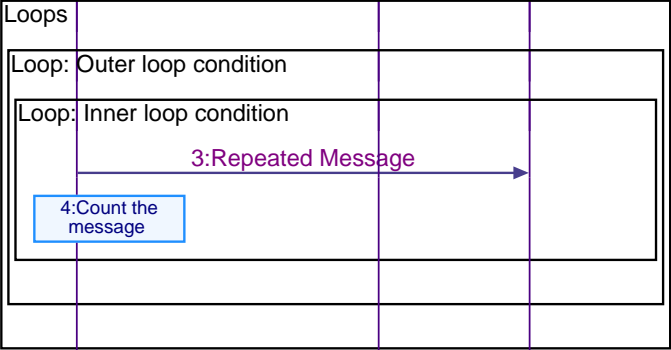 Loops
Loop: Outer loop condition
Loop: Inner loop condition
3:Repeated Message
4:Count the
message